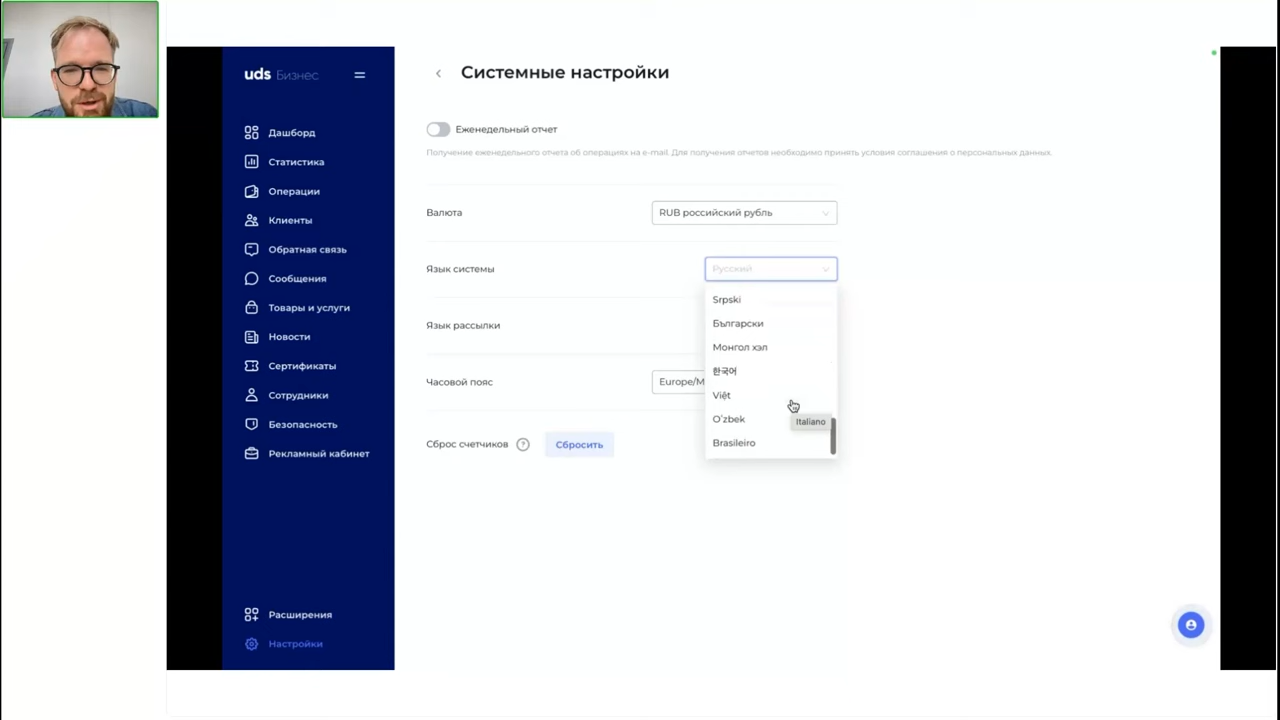 uds Бизнес
Дашборд
Статистика
Операции
Клиенты
Обратная связь
Сообщения
Товары и услуги
Новости
Сертификаты
Сотрудники
Безопасность
Рекламный кабинет
Расширения
Настройки
Системные настройки
Еженедельный отчет
Получение еженедельного отчета об операциях на e-mail. Для получения отчетов необходимо принять условия соглашения о персональных данных.
Валюта
RUB российский рубль
Язык системы
Русский
Srpski
Български
Монгол хэл
한국어
Việt
Oʻzbek
Brasileiro
Italiano
Язык рассылки
Часовой пояс
Europe/M
Сброс счетчиков
?
Сбросить